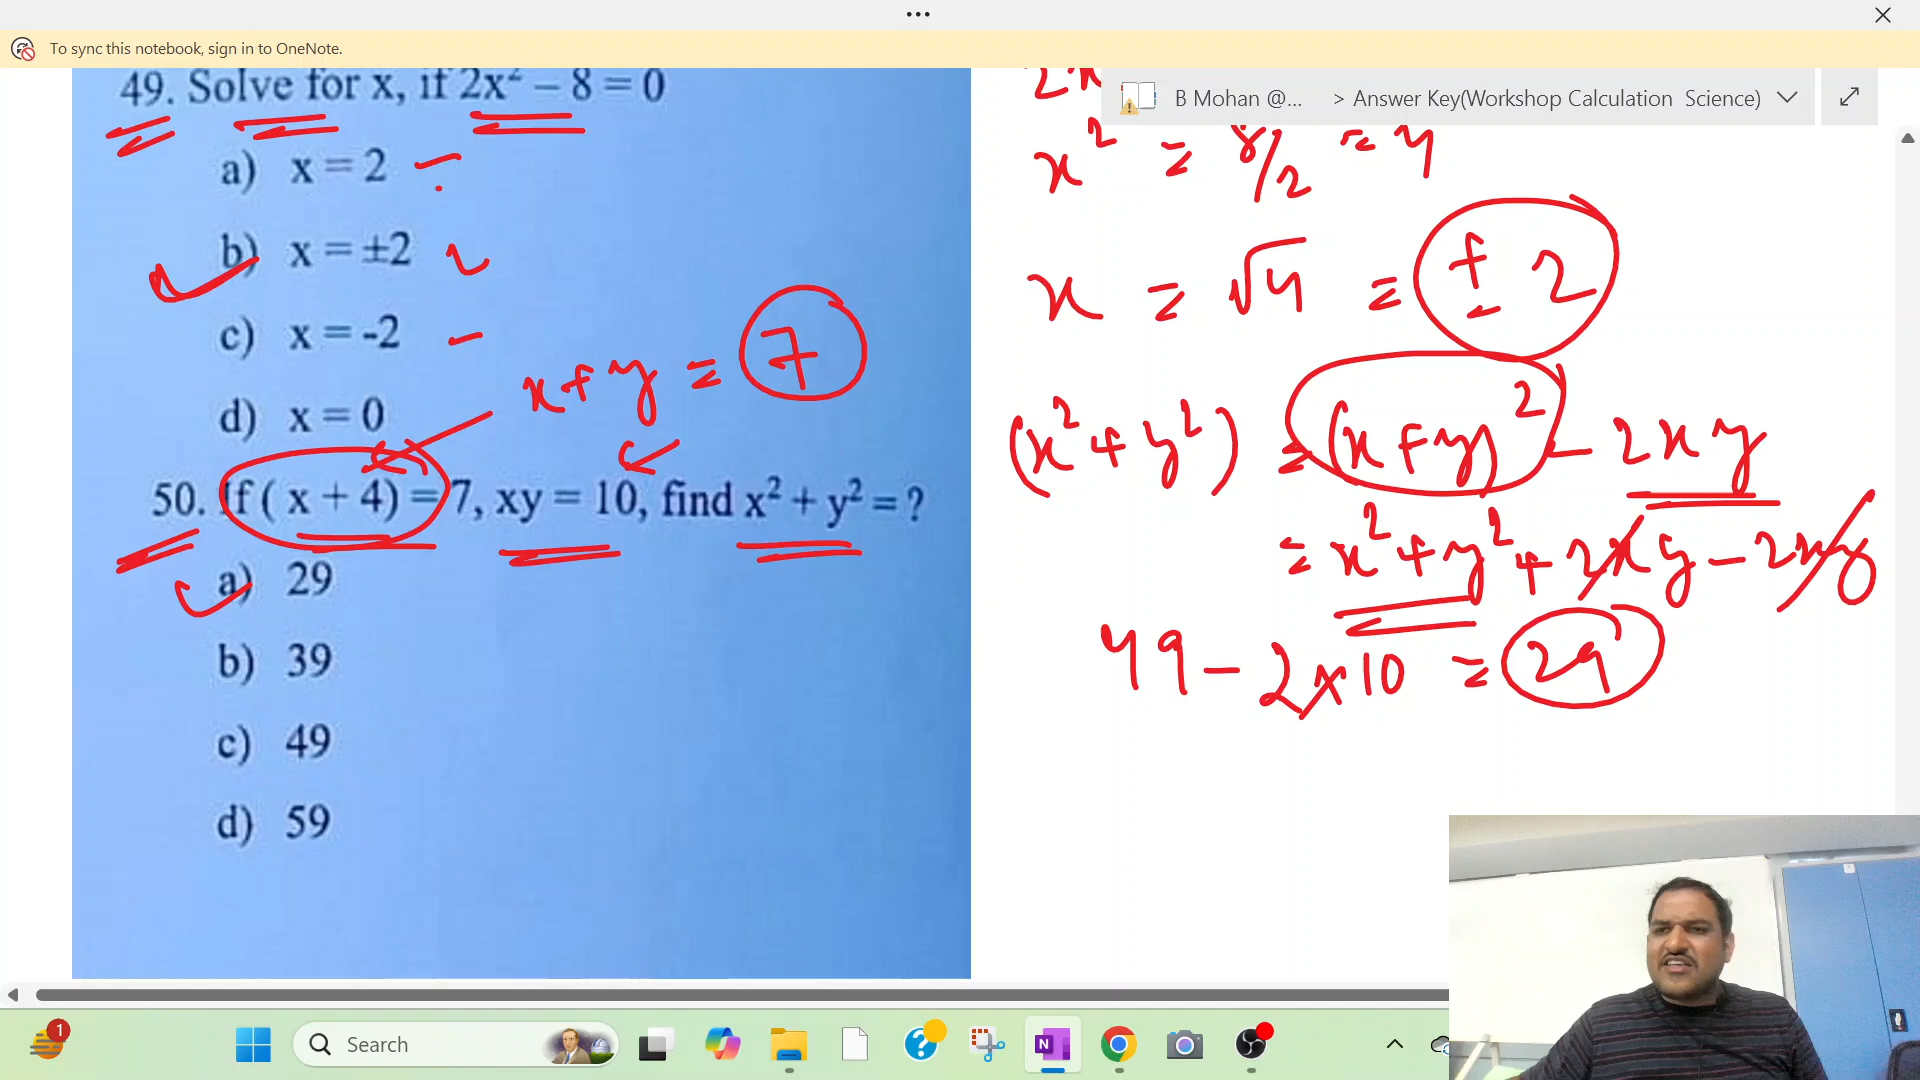 To sync this notebook, sign in to OneNote.
B Mohan @... > Answer Key(Workshop Calculation Science)
49. Solve for x, if 2x² – 8 = 0
a) x = 2
b) x = ±2
c) x = -2
d) x = 0
x+y = 7
50. If ( x + 4) = 7, xy = 10, find x² + y² = ?
a) 29
b) 39
c) 49
d) 59
2x
x² = 8/2 = 4
x = √4 = ± 2
(x² + y²) = (x+y)² – 2xy
= x² + y² + 2xy – 2xy
49 – 2×10 = 29
1
Search
N